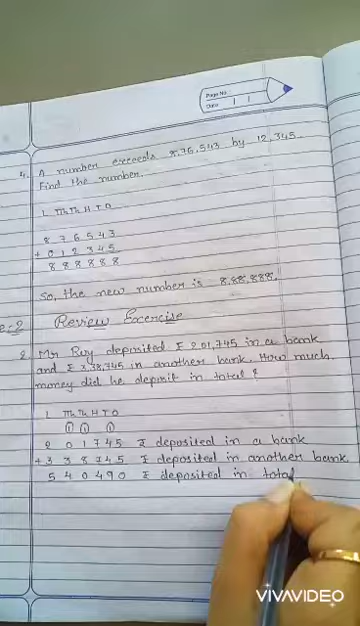 Page No.
Date
4. A number exceeds 8,76,543 by 12,345.
Find the number.
L TTh Th H T O
8 7 6 5 4 3
+ 0 1 2 3 4 5
8 8 8 8 8 8
So, the new number is 8,88,888.
Review Exercise
2. Mr Roy deposited ₹ 2,01,745 in a bank
and ₹ 3,38,745 in another bank. How much
money did he deposit in total?
L TTh Th H T O
① ① ①
2 0 1 7 4 5 ₹ deposited in a bank
+ 3 3 8 7 4 5 ₹ deposited in another bank
5 4 0 4 9 0 ₹ deposited in total
VIVAVIDEO